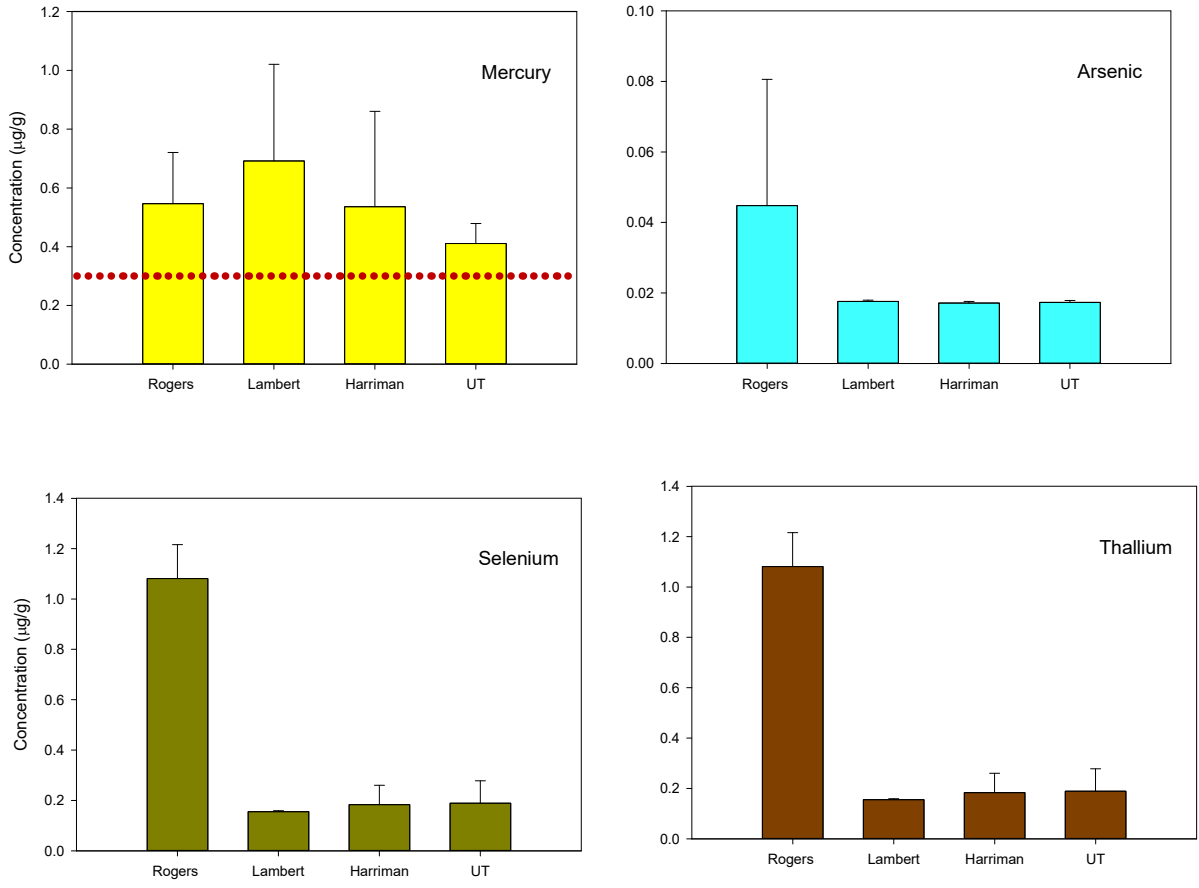 Mercury
Concentration (μg/g)
1.2
1.0
0.8
0.6
0.4
0.2
0.0
Rogers Lambert Harriman UT
Arsenic
0.10
0.08
0.06
0.04
0.02
0.00
Rogers Lambert Harriman UT
Selenium
Concentration (μg/g)
1.4
1.2
1.0
0.8
0.6
0.4
0.2
0.0
Rogers Lambert Harriman UT
Thallium
1.4
1.2
1.0
0.8
0.6
0.4
0.2
0.0
Rogers Lambert Harriman UT